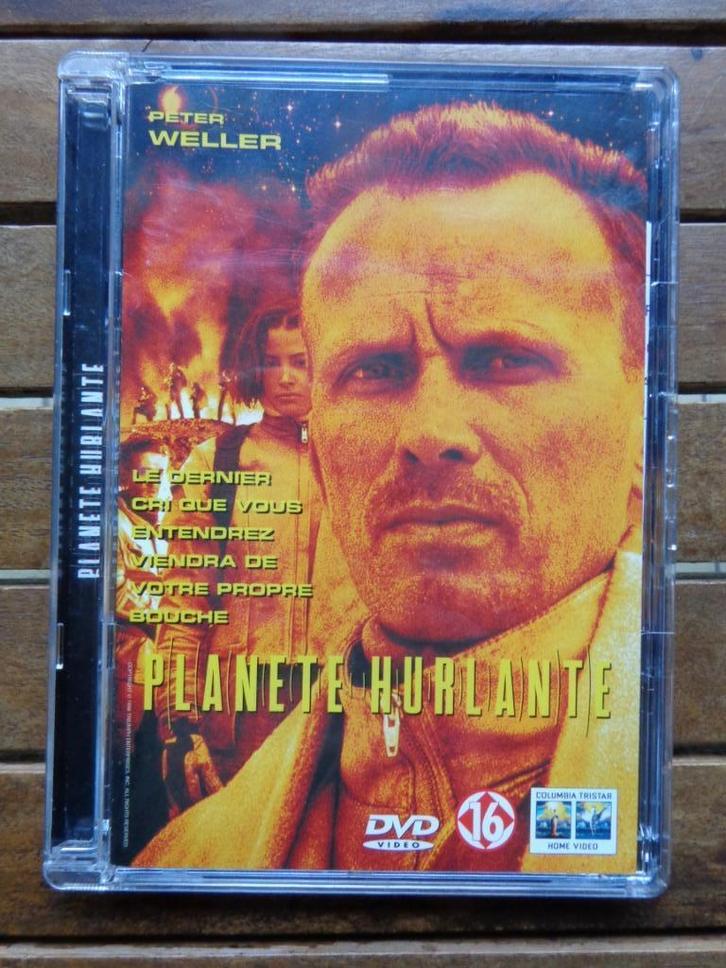 PETER
WELLER
LE DERNIER
CRI QUE VOUS
ENTENDREZ
VIENDRA DE
VOTRE PROPRE
BOUCHE
PLANETE HURLANTE
PLANETE HURLANTE
DVD
VIDEO
16
COLUMBIA TRISTAR
HOME VIDEO